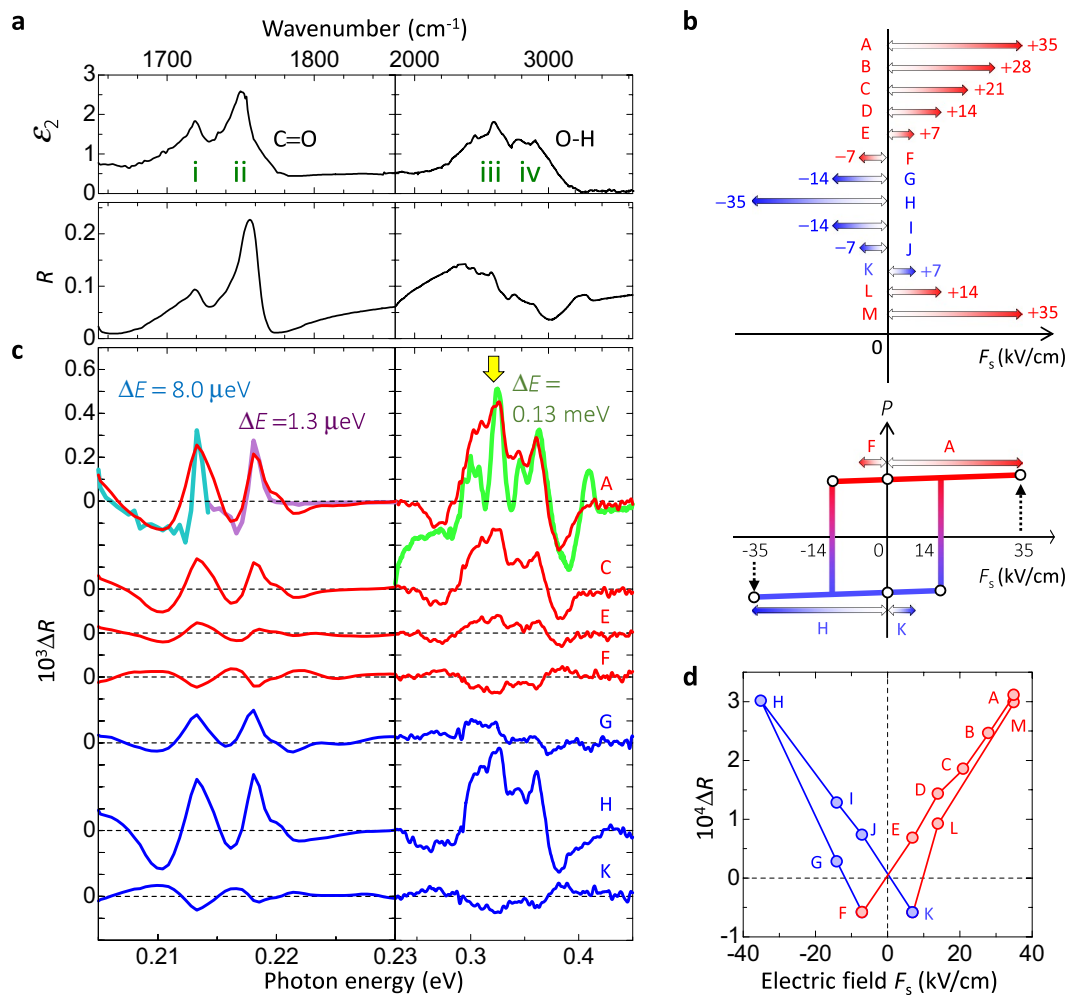 a
Wavenumber (cm⁻¹)
1700 1800 2000 3000
3
2
1
0
ε₂
C=O
O-H
i ii iii iv
0.2
0.1
0
R
b
A +35
B +28
C +21
D +14
E +7
−7 F
−14 G
−35 H
−14 I
−7 J
K +7
L +14
M +35
0
Fₛ (kV/cm)
P
F A
-35 -14 0 14 35
Fₛ (kV/cm)
H K
c
0.6
0.4
0.2
0
0
0
0
0
0
0
10³ΔR
ΔE = 8.0 μeV
ΔE = 1.3 μeV
ΔE =
0.13 meV
A
C
E
F
G
H
K
0.21 0.22 0.23 0.3 0.4
Photon energy (eV)
d
3
2
1
0
-1
10⁴ΔR
H
A
M
B
C
D
I
L
J
E
G
F
K
-40 -20 0 20 40
Electric field Fₛ (kV/cm)